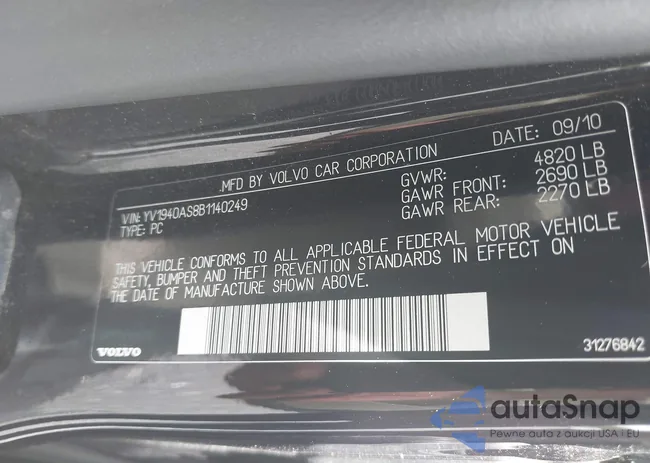 MFD BY VOLVO CAR CORPORATION DATE: 09/10
GVWR: 4820 LB
GAWR FRONT: 2690 LB
GAWR REAR: 2270 LB
VIN: YV1940AS8B1140249
TYPE: PC
THIS VEHICLE CONFORMS TO ALL APPLICABLE FEDERAL MOTOR VEHICLE
SAFETY, BUMPER AND THEFT PREVENTION STANDARDS IN EFFECT ON
THE DATE OF MANUFACTURE SHOWN ABOVE.
VOLVO 31276842
autaSnap
Pewne auta z aukcji USA i EU